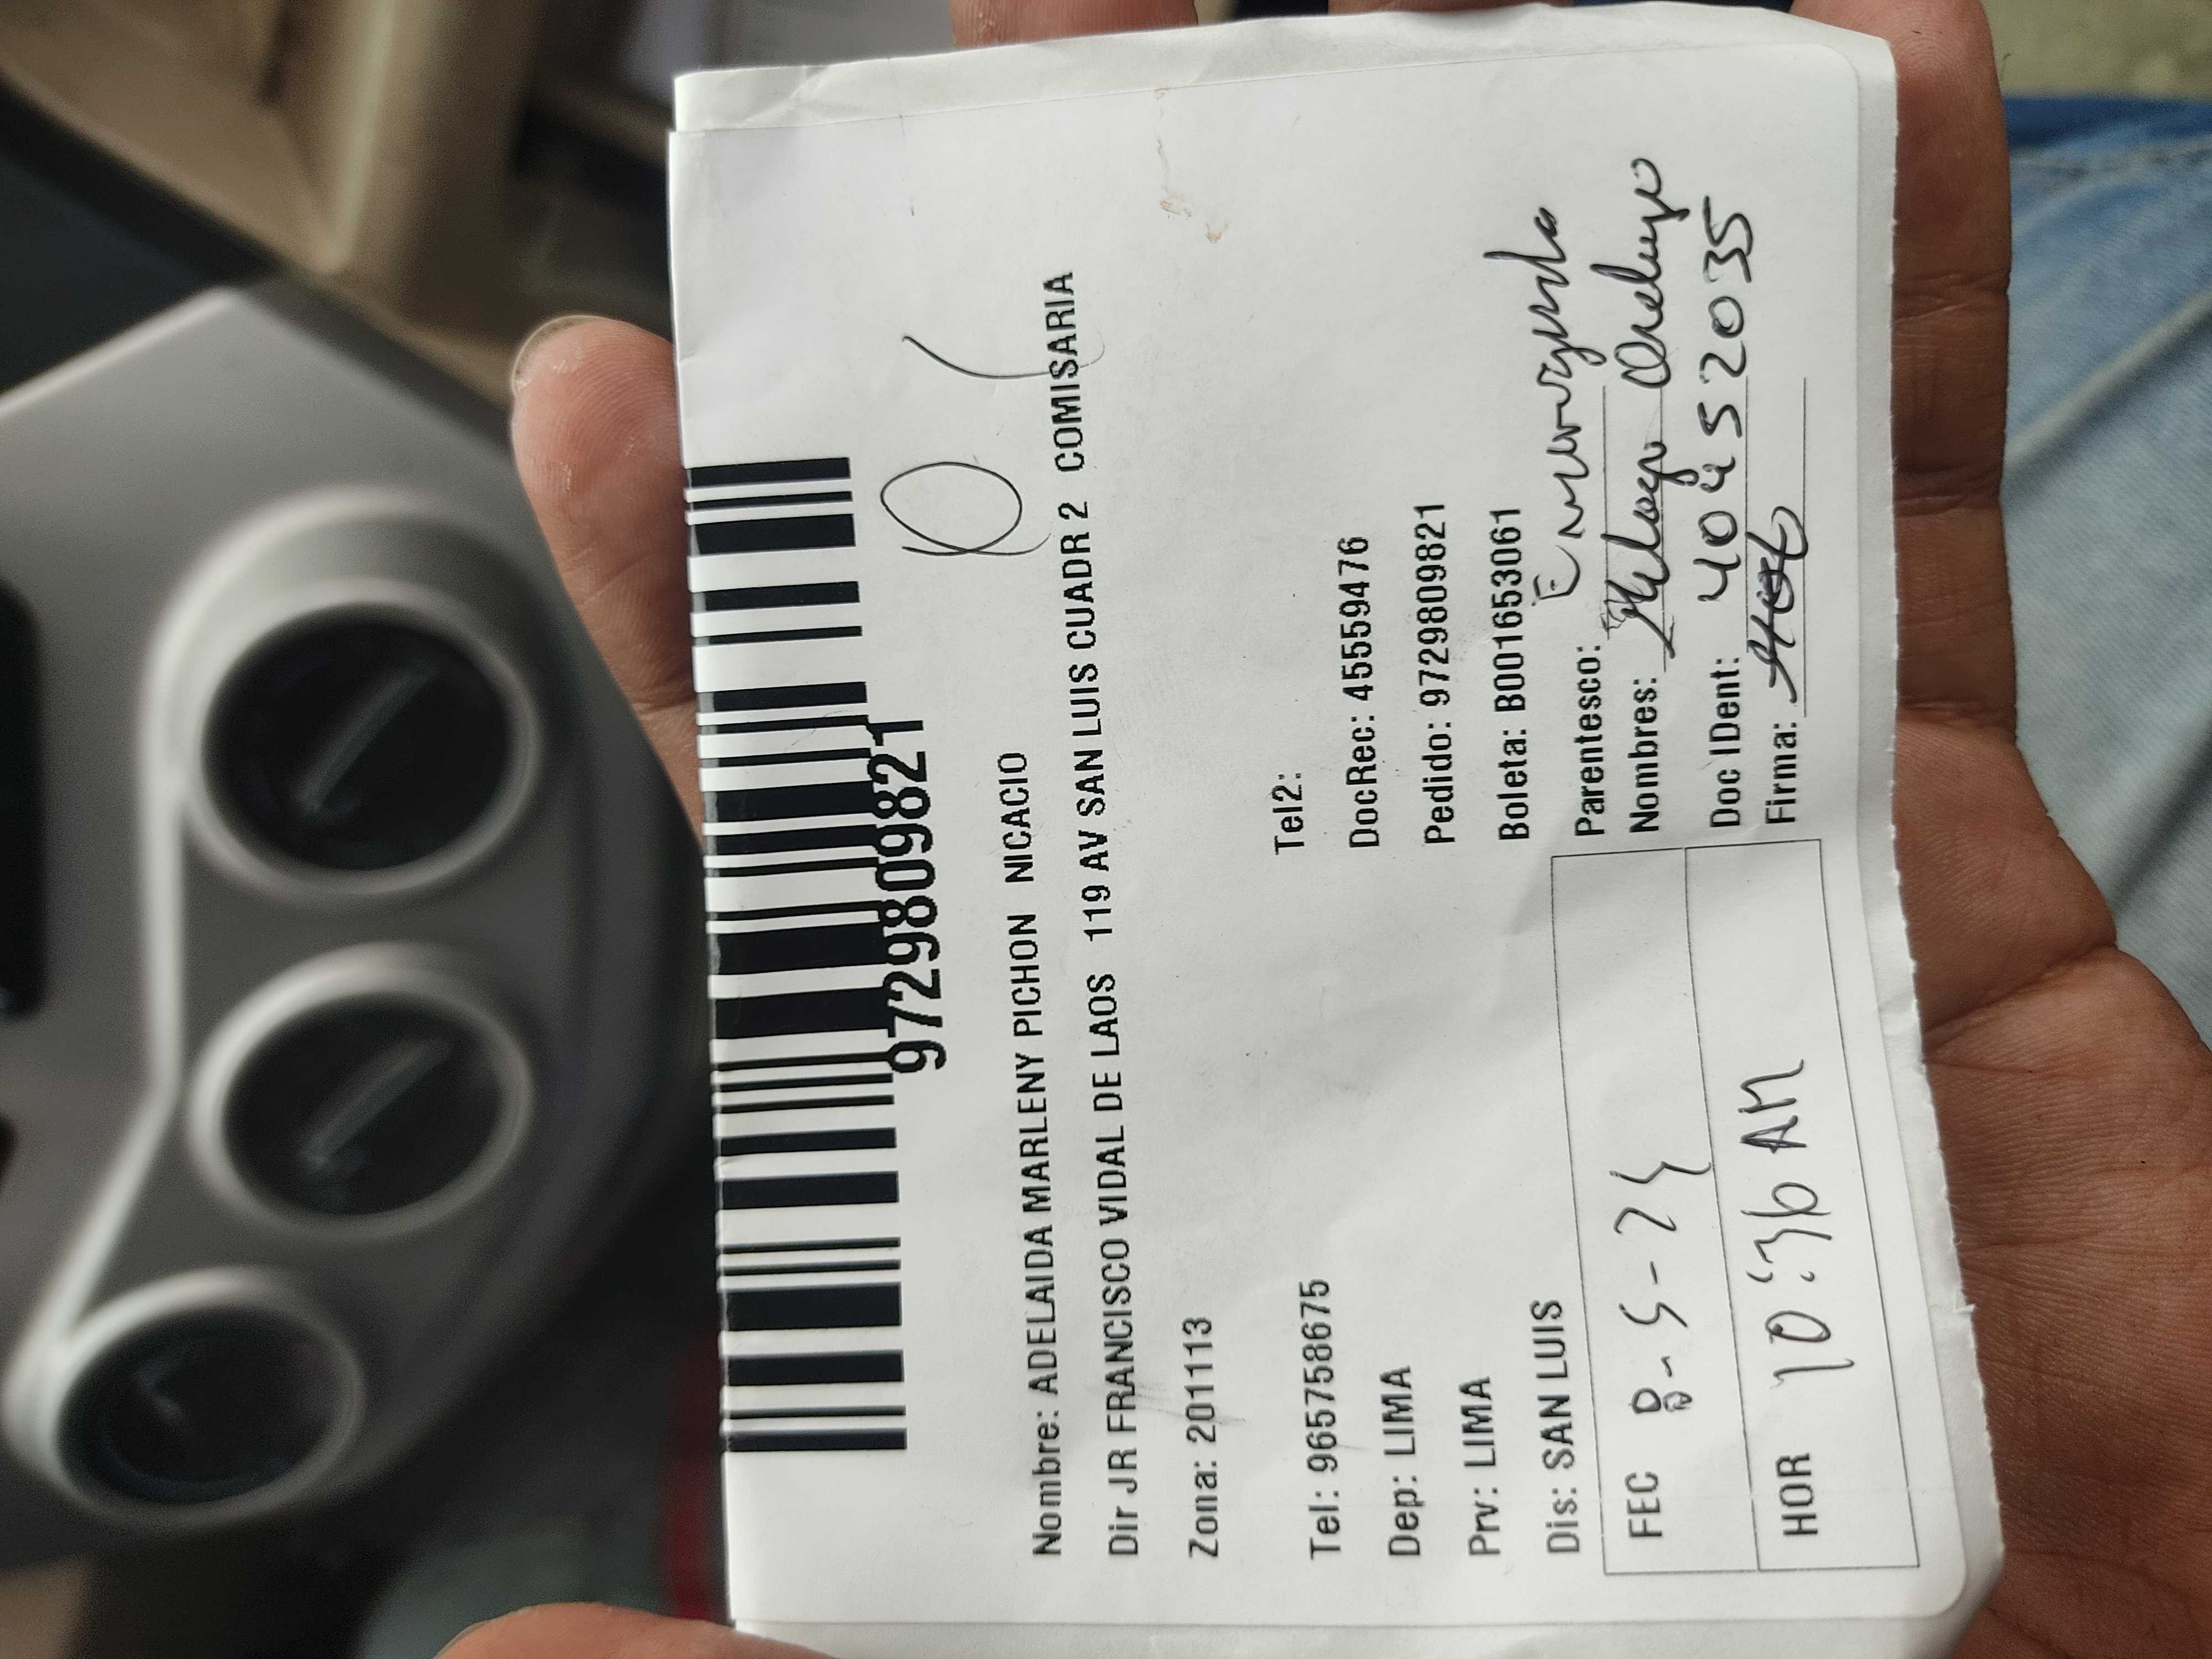 9729809821
Nombre: ADELAIDA MARLENY PICHON NICACIO
Dir JR FRANCISCO VIDAL DE LAOS 119 AV SAN LUIS CUADR 2 COMISARIA
Zona: 201113
Tel: 965758675 Tel2:
Dep: LIMA DocRec: 45559476
Prv: LIMA Pedido: 9729809821
Dis: SAN LUIS Boleta: B001653061
Parentesco:
FEC Nombres:
Doc IDent: 40452035
HOR 10:36 AM Firma: